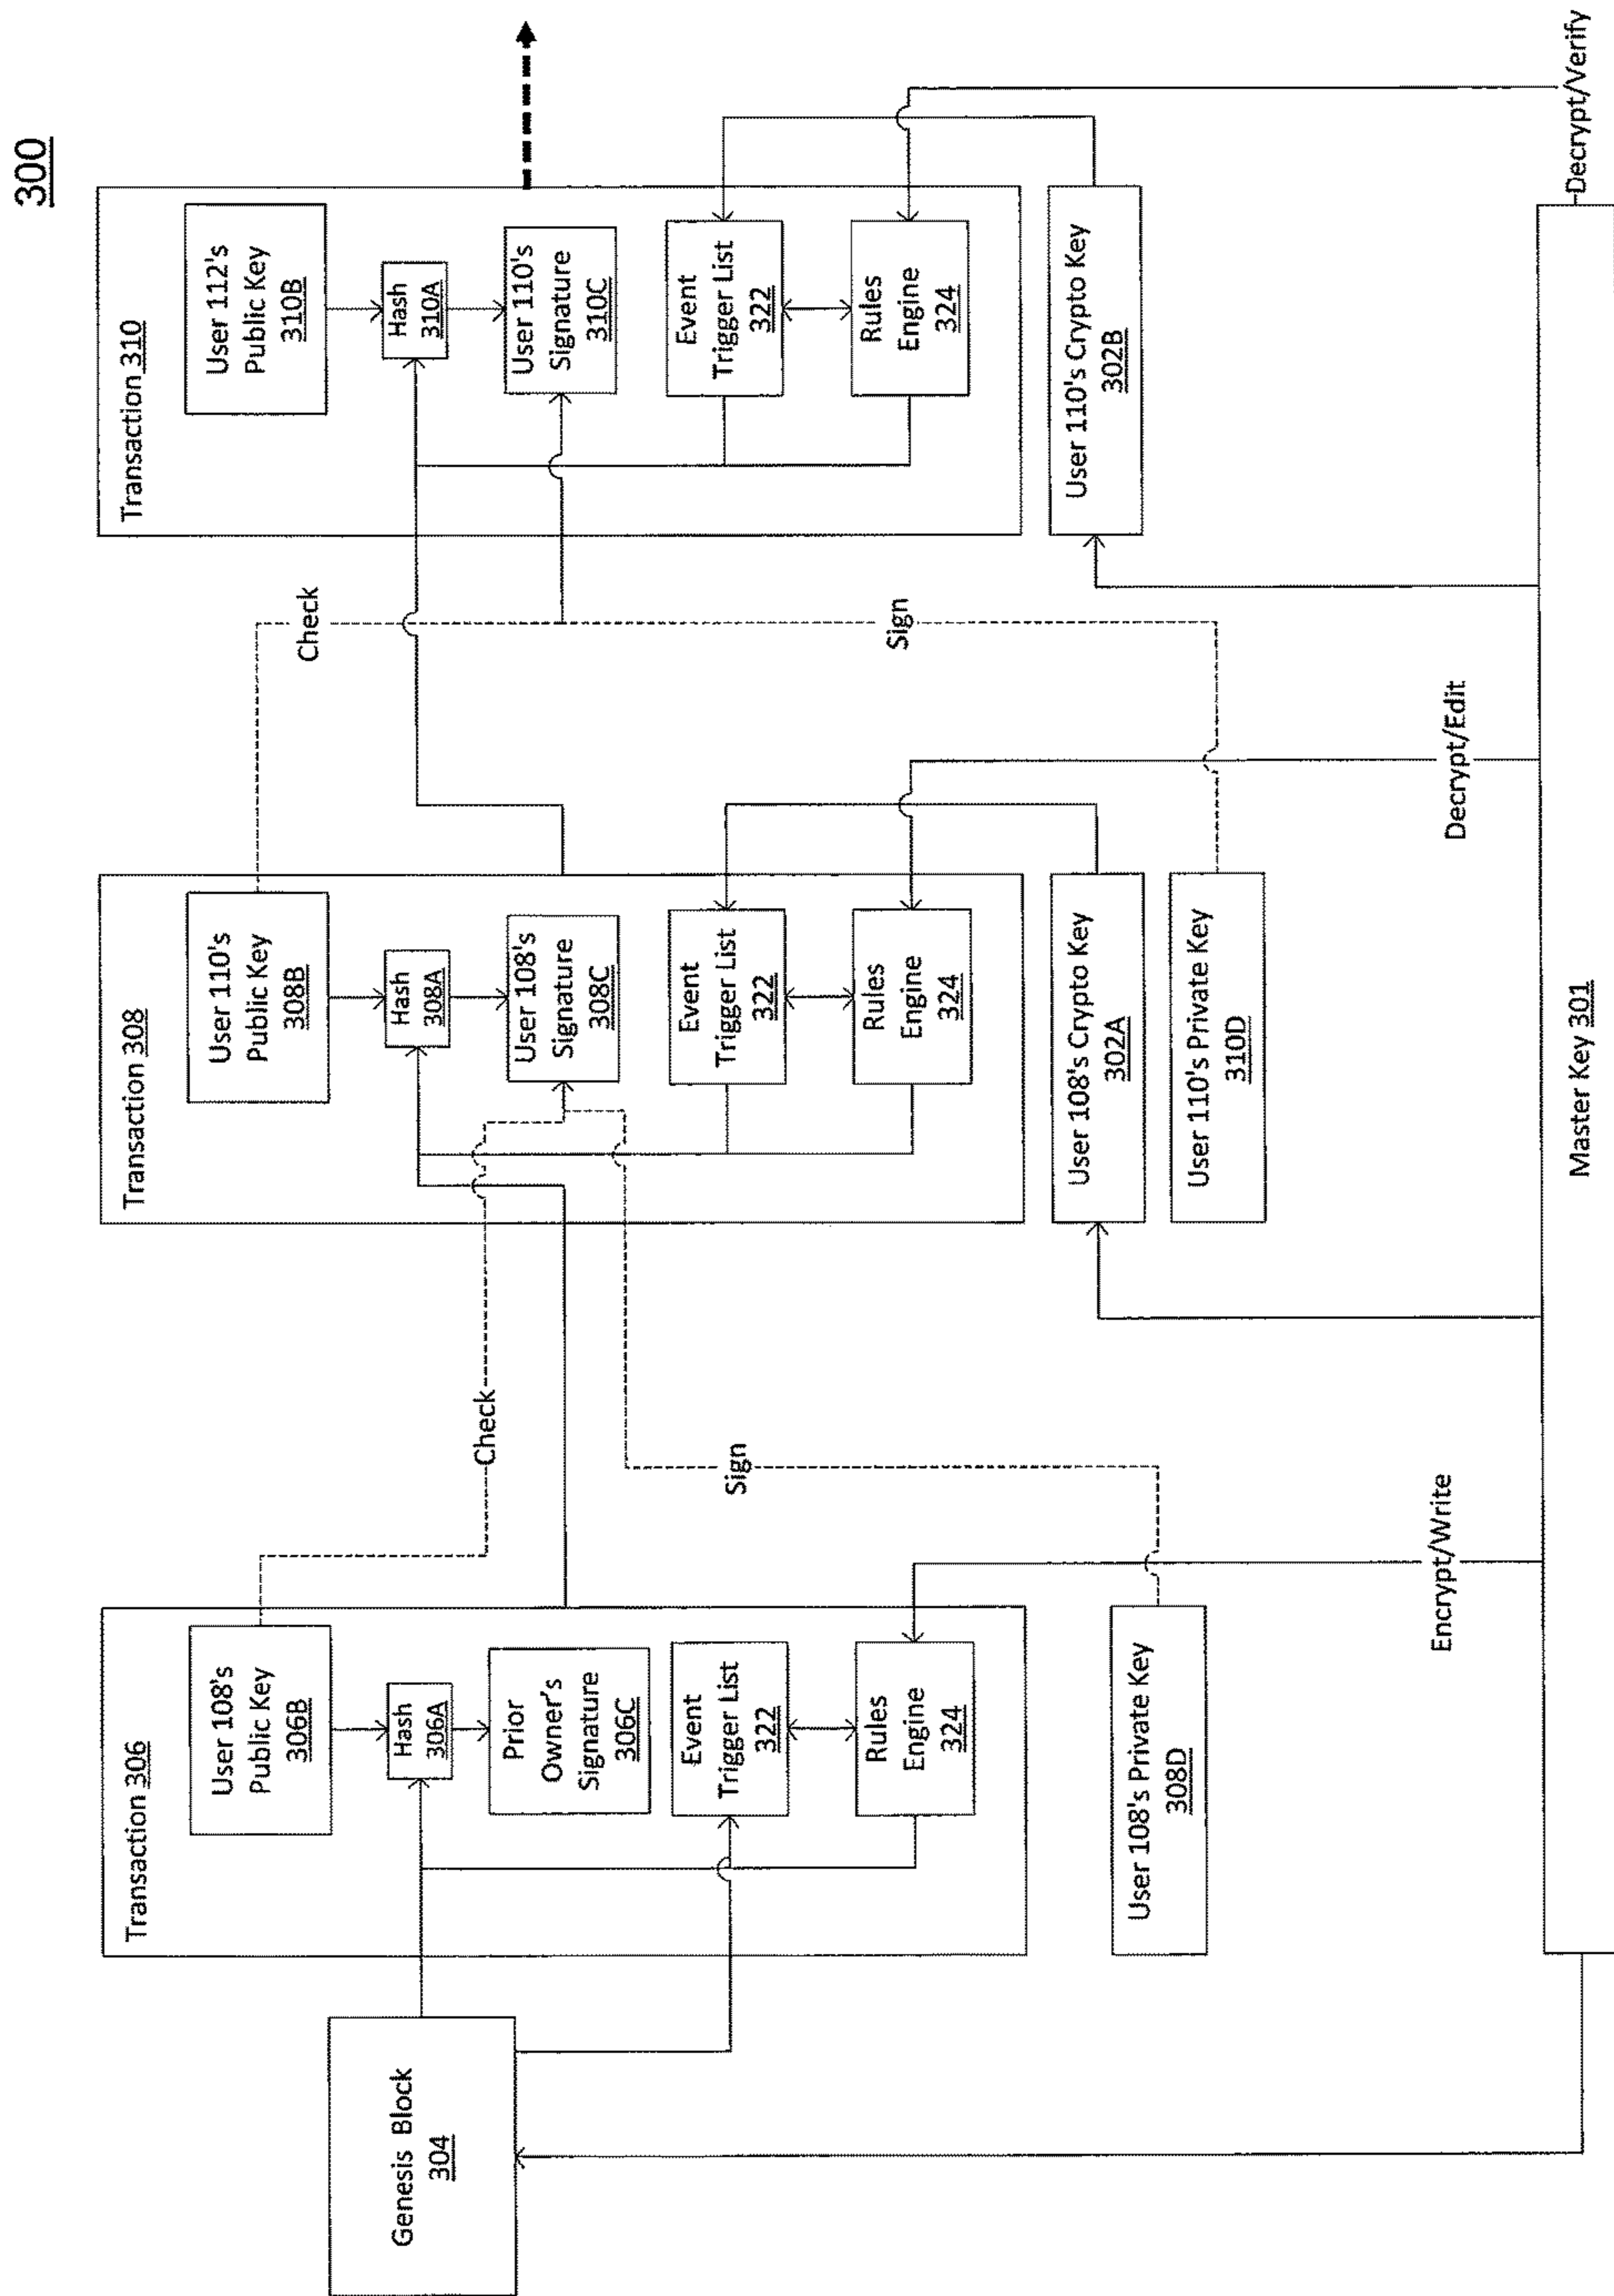 300
Transaction 306
User 108's
Public Key
306B
Hash
306A
Prior
Owner's
Signature
306C
Event
Trigger List
322
Rules
Engine
324
Genesis Block
304
User 108's Private Key
308D
Encrypt/Write
Check
Sign
Transaction 308
User 110's
Public Key
308B
Hash
308A
User 108's
Signature
308C
Event
Trigger List
322
Rules
Engine
324
User 108's Crypto Key
302A
User 110's Private Key
310D
Decrypt/Edit
Check
Sign
Transaction 310
User 112's
Public Key
310B
Hash
310A
User 110's
Signature
310C
Event
Trigger List
322
Rules
Engine
324
User 110's Crypto Key
302B
Decrypt/Verify
Master Key 301